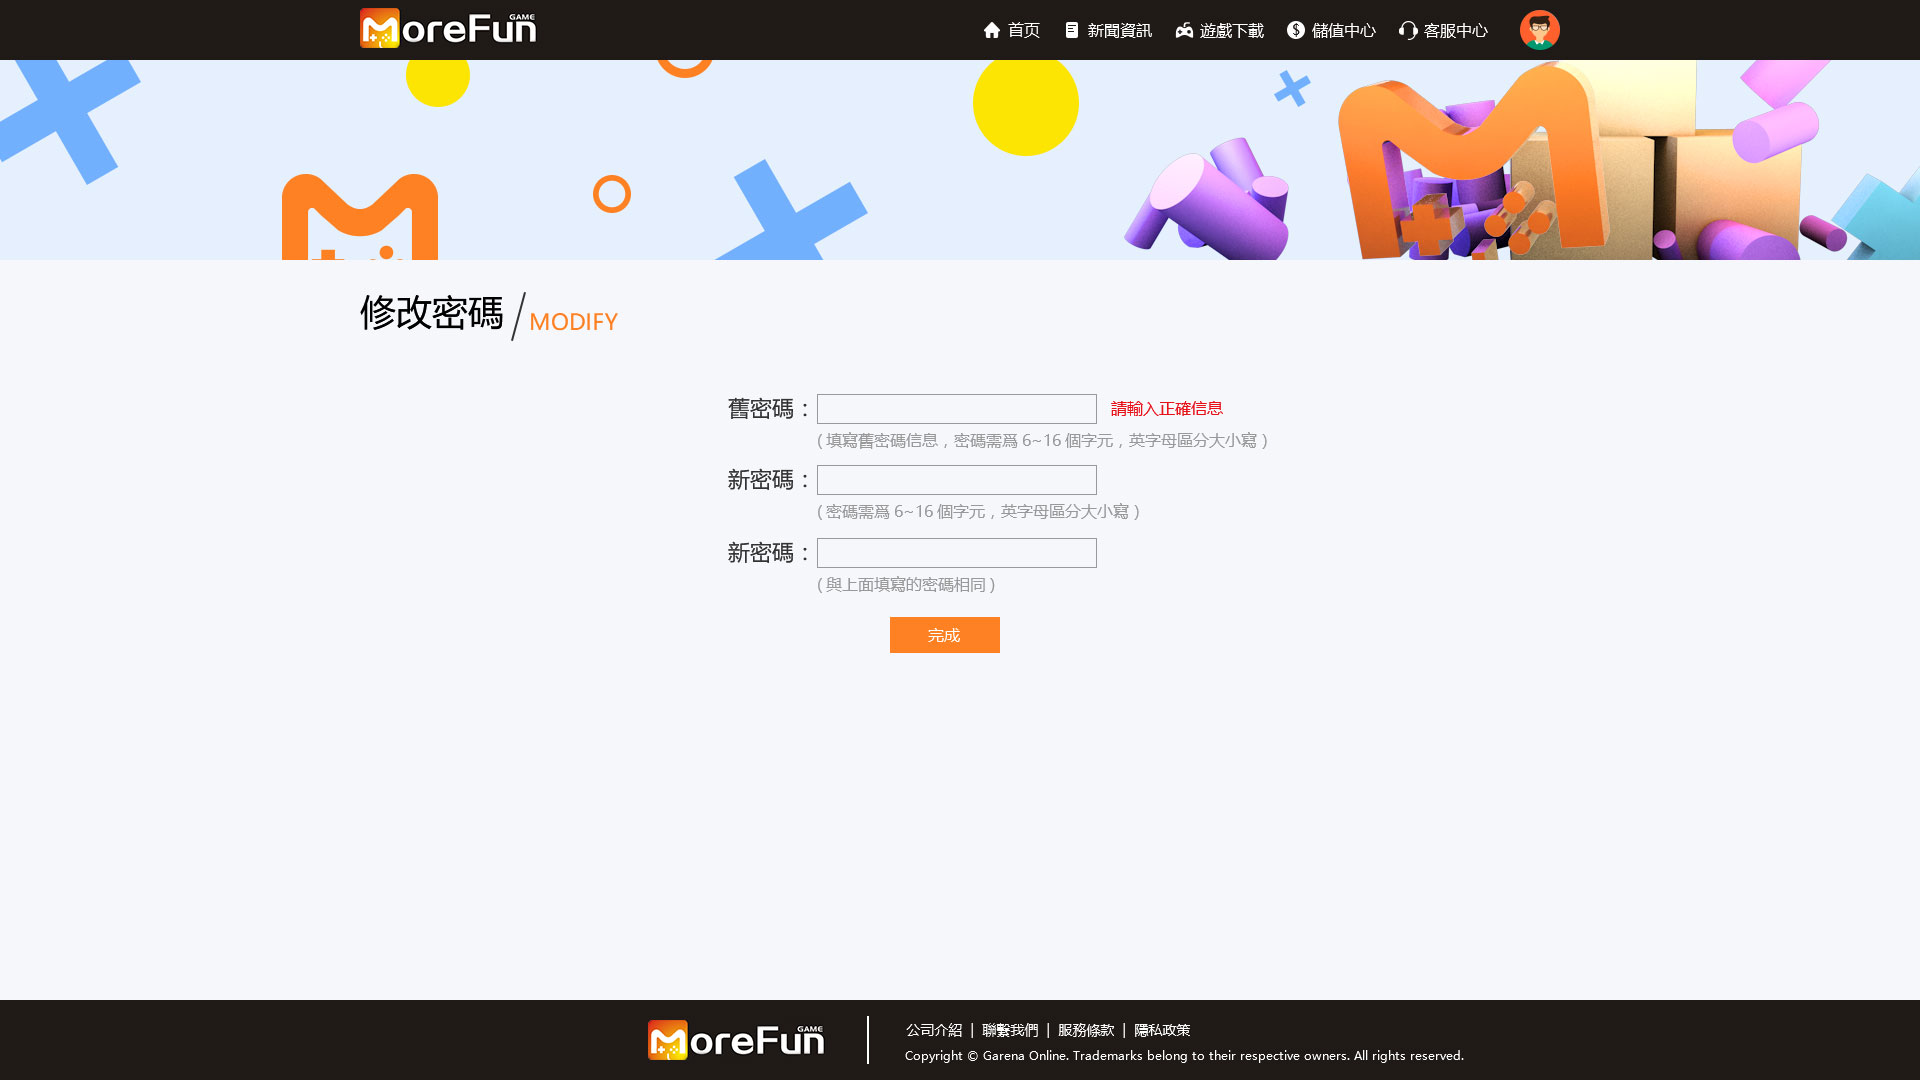 MoreFun GAME
首页 新聞資訊 遊戲下載 儲值中心 客服中心
修改密碼 / MODIFY
舊密碼： 請輸入正確信息
( 填寫舊密碼信息，密碼需爲 6~16 個字元，英字母區分大小寫 )
新密碼：
( 密碼需爲 6~16 個字元，英字母區分大小寫 )
新密碼：
( 與上面填寫的密碼相同 )
完成
MoreFun GAME
公司介紹 | 聯繫我們 | 服務條款 | 隱私政策
Copyright © Garena Online. Trademarks belong to their respective owners. All rights reserved.